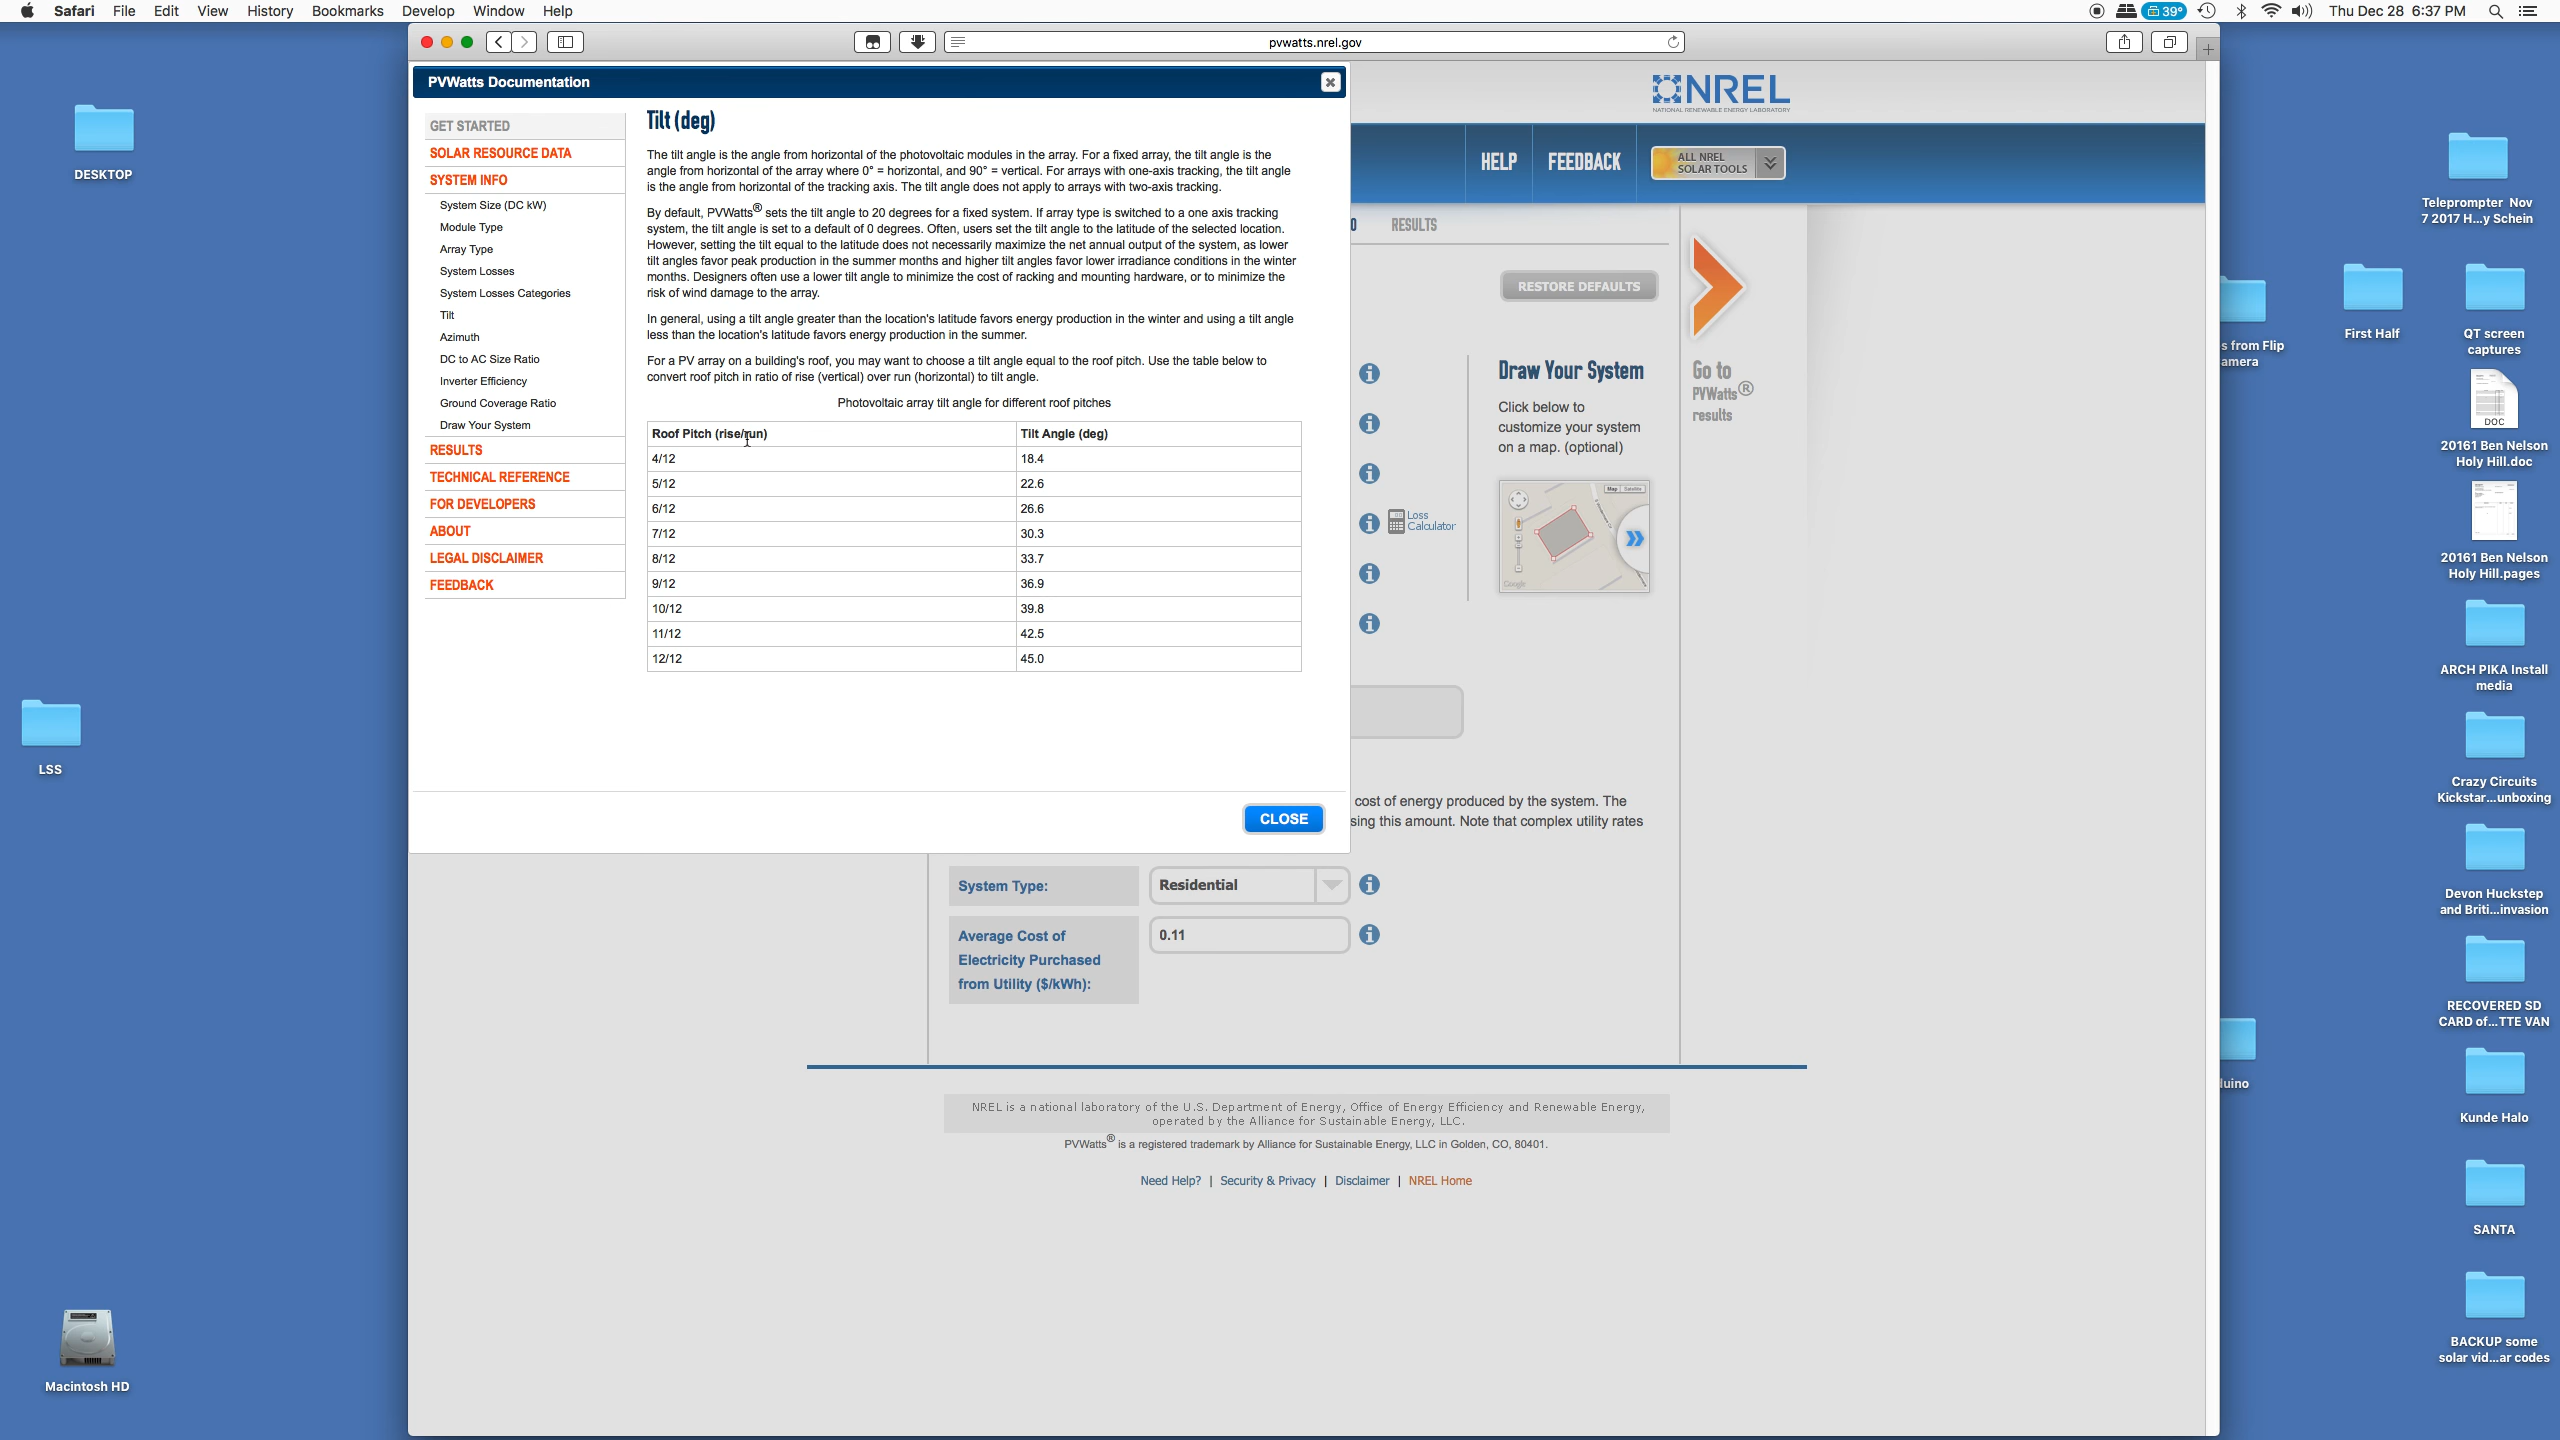 Safari File Edit View History Bookmarks Develop Window Help
39° Thu Dec 28 6:37 PM
pvwatts.nrel.gov
PVWatts Documentation
GET STARTED
SOLAR RESOURCE DATA
SYSTEM INFO
System Size (DC kW)
Module Type
Array Type
System Losses
System Losses Categories
Tilt
Azimuth
DC to AC Size Ratio
Inverter Efficiency
Ground Coverage Ratio
Draw Your System
RESULTS
TECHNICAL REFERENCE
FOR DEVELOPERS
ABOUT
LEGAL DISCLAIMER
FEEDBACK
Tilt (deg)
The tilt angle is the angle from horizontal of the photovoltaic modules in the array. For a fixed array, the tilt angle is the
angle from horizontal of the array where 0° = horizontal, and 90° = vertical. For arrays with one-axis tracking, the tilt angle
is the angle from horizontal of the tracking axis. The tilt angle does not apply to arrays with two-axis tracking.
By default, PVWatts® sets the tilt angle to 20 degrees for a fixed system. If array type is switched to a one axis tracking
system, the tilt angle is set to a default of 0 degrees. Often, users set the tilt angle to the latitude of the selected location.
However, setting the tilt equal to the latitude does not necessarily maximize the net annual output of the system, as lower
tilt angles favor peak production in the summer months and higher tilt angles favor lower irradiance conditions in the winter
months. Designers often use a lower tilt angle to minimize the cost of racking and mounting hardware, or to minimize the
risk of wind damage to the array.
In general, using a tilt angle greater than the location's latitude favors energy production in the winter and using a tilt angle
less than the location's latitude favors energy production in the summer.
For a PV array on a building's roof, you may want to choose a tilt angle equal to the roof pitch. Use the table below to
convert roof pitch in ratio of rise (vertical) over run (horizontal) to tilt angle.
Photovoltaic array tilt angle for different roof pitches
Roof Pitch (rise/run) Tilt Angle (deg)
4/12 18.4
5/12 22.6
6/12 26.6
7/12 30.3
8/12 33.7
9/12 36.9
10/12 39.8
11/12 42.5
12/12 45.0
CLOSE
NREL
NATIONAL RENEWABLE ENERGY LABORATORY
HELP FEEDBACK
ALL NREL
SOLAR TOOLS
RESULTS
RESTORE DEFAULTS
Draw Your System
Click below to
customize your system
on a map. (optional)
Map Satellite
Google
Loss
Calculator
Go to
PVWatts®
results
cost of energy produced by the system. The
sing this amount. Note that complex utility rates
System Type: Residential
Average Cost of
Electricity Purchased
from Utility ($/kWh):
0.11
NREL is a national laboratory of the U.S. Department of Energy, Office of Energy Efficiency and Renewable Energy,
operated by the Alliance for Sustainable Energy, LLC.
PVWatts® is a registered trademark by Alliance for Sustainable Energy, LLC in Golden, CO, 80401.
Need Help? | Security & Privacy | Disclaimer | NREL Home
DESKTOP
LSS
Macintosh HD
Teleprompter Nov
7 2017 H...y Schein
s from Flip
amera
First Half
QT screen
captures
DOC
20161 Ben Nelson
Holy Hill.doc
20161 Ben Nelson
Holy Hill.pages
ARCH PIKA Install
media
Crazy Circuits
Kickstar...unboxing
Devon Huckstep
and Briti...invasion
RECOVERED SD
CARD of...TTE VAN
duino
Kunde Halo
SANTA
BACKUP some
solar vid...ar codes